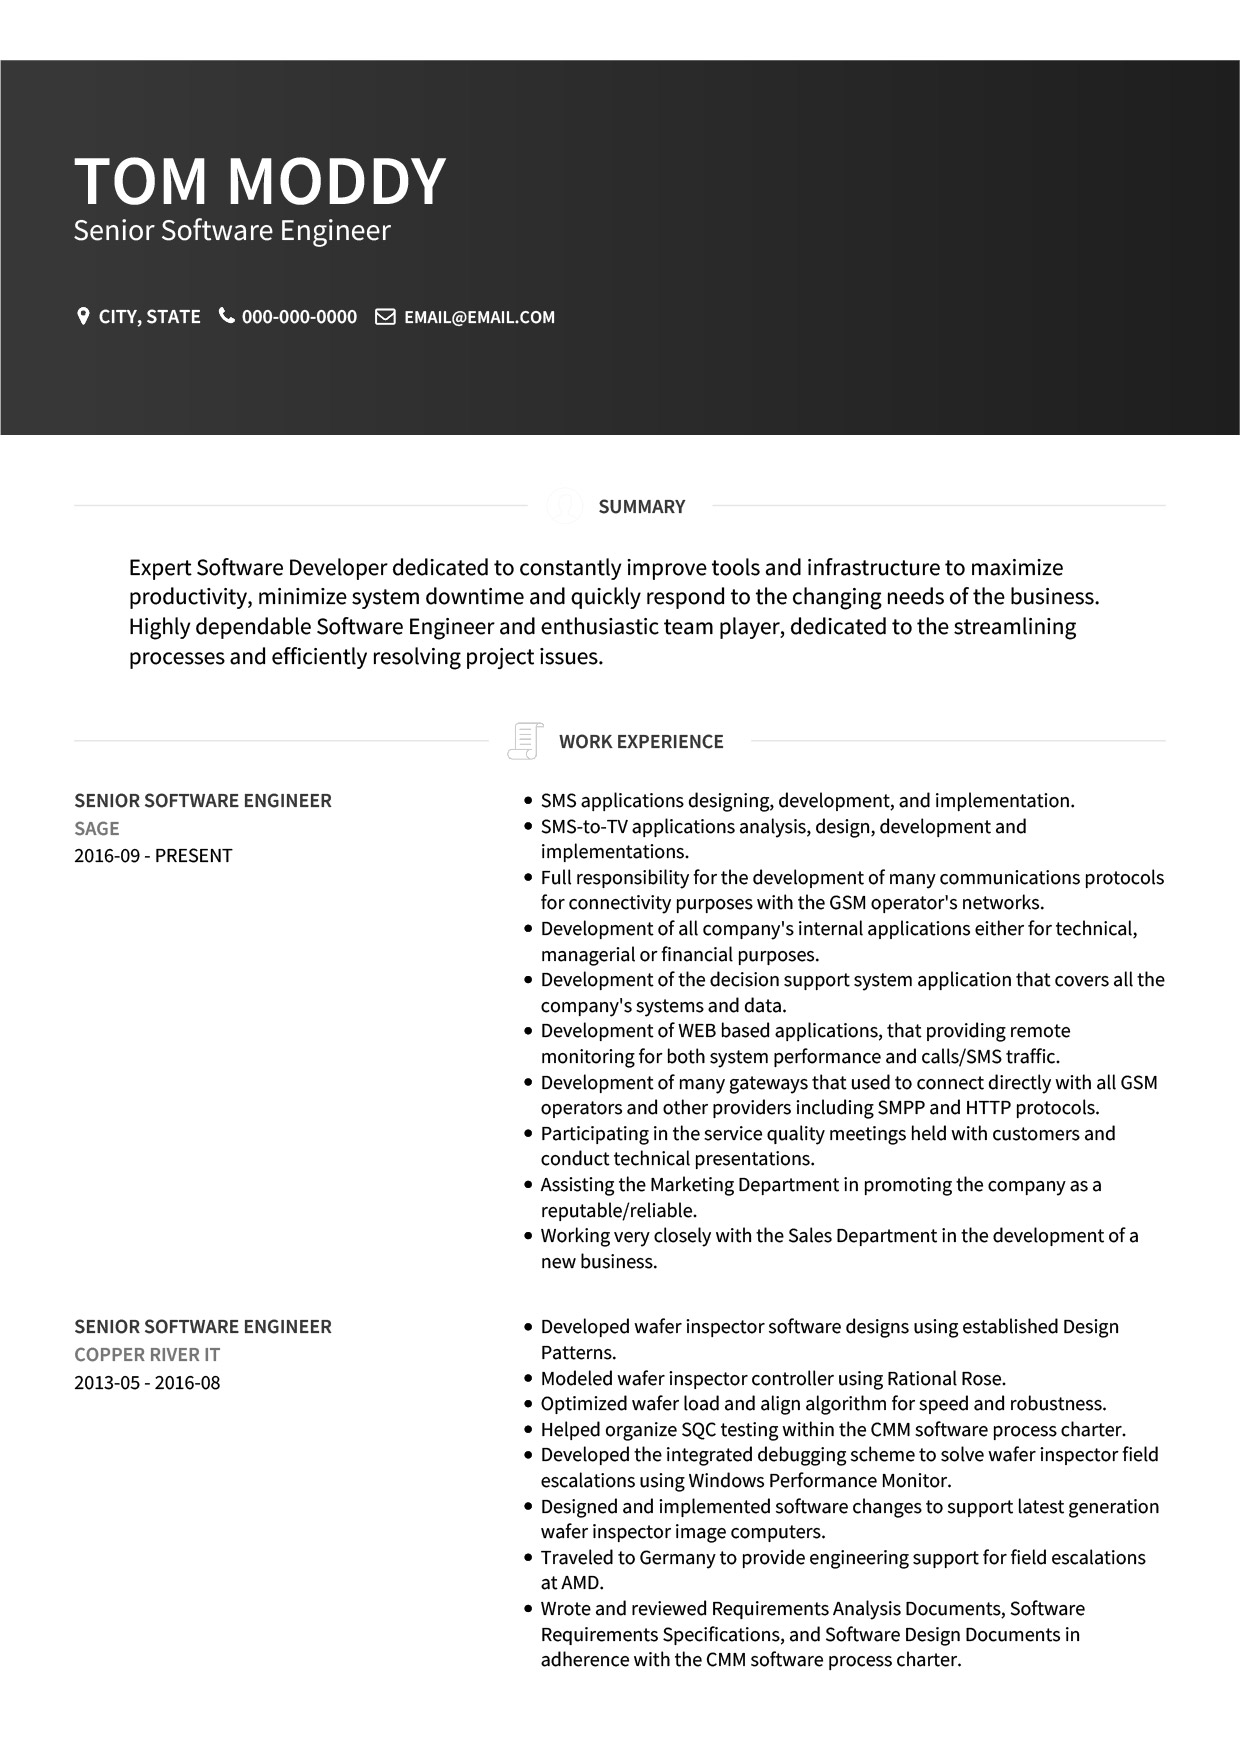 TOM MODDY
Senior Software Engineer
CITY, STATE 000-000-0000 EMAIL@EMAIL.COM
SUMMARY
Expert Software Developer dedicated to constantly improve tools and infrastructure to maximize
productivity, minimize system downtime and quickly respond to the changing needs of the business.
Highly dependable Software Engineer and enthusiastic team player, dedicated to the streamlining
processes and efficiently resolving project issues.
WORK EXPERIENCE
SENIOR SOFTWARE ENGINEER
SAGE
2016-09 - PRESENT
• SMS applications designing, development, and implementation.
• SMS-to-TV applications analysis, design, development and
implementations.
• Full responsibility for the development of many communications protocols
for connectivity purposes with the GSM operator's networks.
• Development of all company's internal applications either for technical,
managerial or financial purposes.
• Development of the decision support system application that covers all the
company's systems and data.
• Development of WEB based applications, that providing remote
monitoring for both system performance and calls/SMS traffic.
• Development of many gateways that used to connect directly with all GSM
operators and other providers including SMPP and HTTP protocols.
• Participating in the service quality meetings held with customers and
conduct technical presentations.
• Assisting the Marketing Department in promoting the company as a
reputable/reliable.
• Working very closely with the Sales Department in the development of a
new business.
SENIOR SOFTWARE ENGINEER
COPPER RIVER IT
2013-05 - 2016-08
• Developed wafer inspector software designs using established Design
Patterns.
• Modeled wafer inspector controller using Rational Rose.
• Optimized wafer load and align algorithm for speed and robustness.
• Helped organize SQC testing within the CMM software process charter.
• Developed the integrated debugging scheme to solve wafer inspector field
escalations using Windows Performance Monitor.
• Designed and implemented software changes to support latest generation
wafer inspector image computers.
• Traveled to Germany to provide engineering support for field escalations
at AMD.
• Wrote and reviewed Requirements Analysis Documents, Software
Requirements Specifications, and Software Design Documents in
adherence with the CMM software process charter.